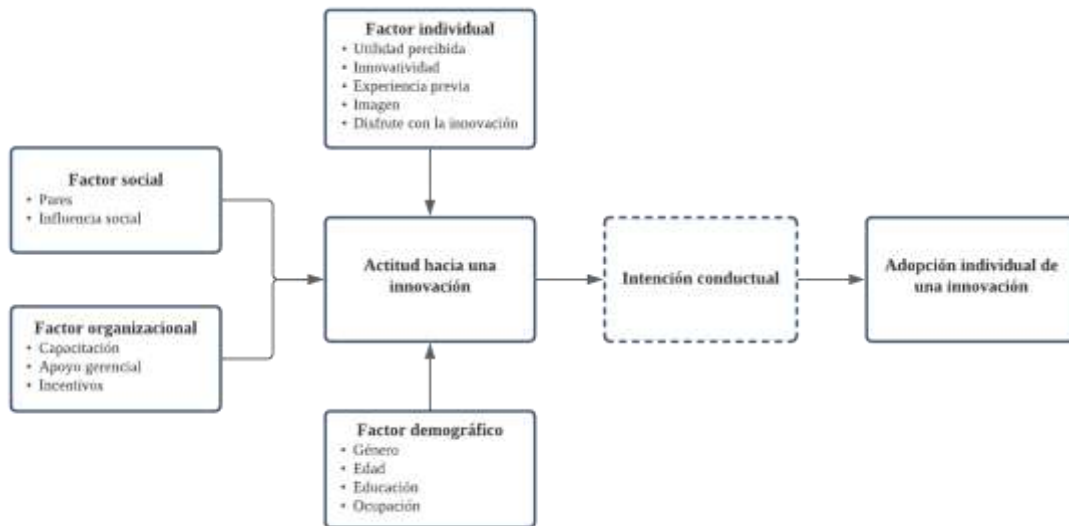 Factor individual
• Utilidad percibida
• Innovatividad
• Experiencia previa
• Imagen
• Disfrute con la innovación
Factor social
• Pares
• Influencia social
Factor organizacional
• Capacitación
• Apoyo gerencial
• Incentivos
Actitud hacia una
innovación
Intención conductual
Adopción individual de
una innovación
Factor demográfico
• Género
• Edad
• Educación
• Ocupación